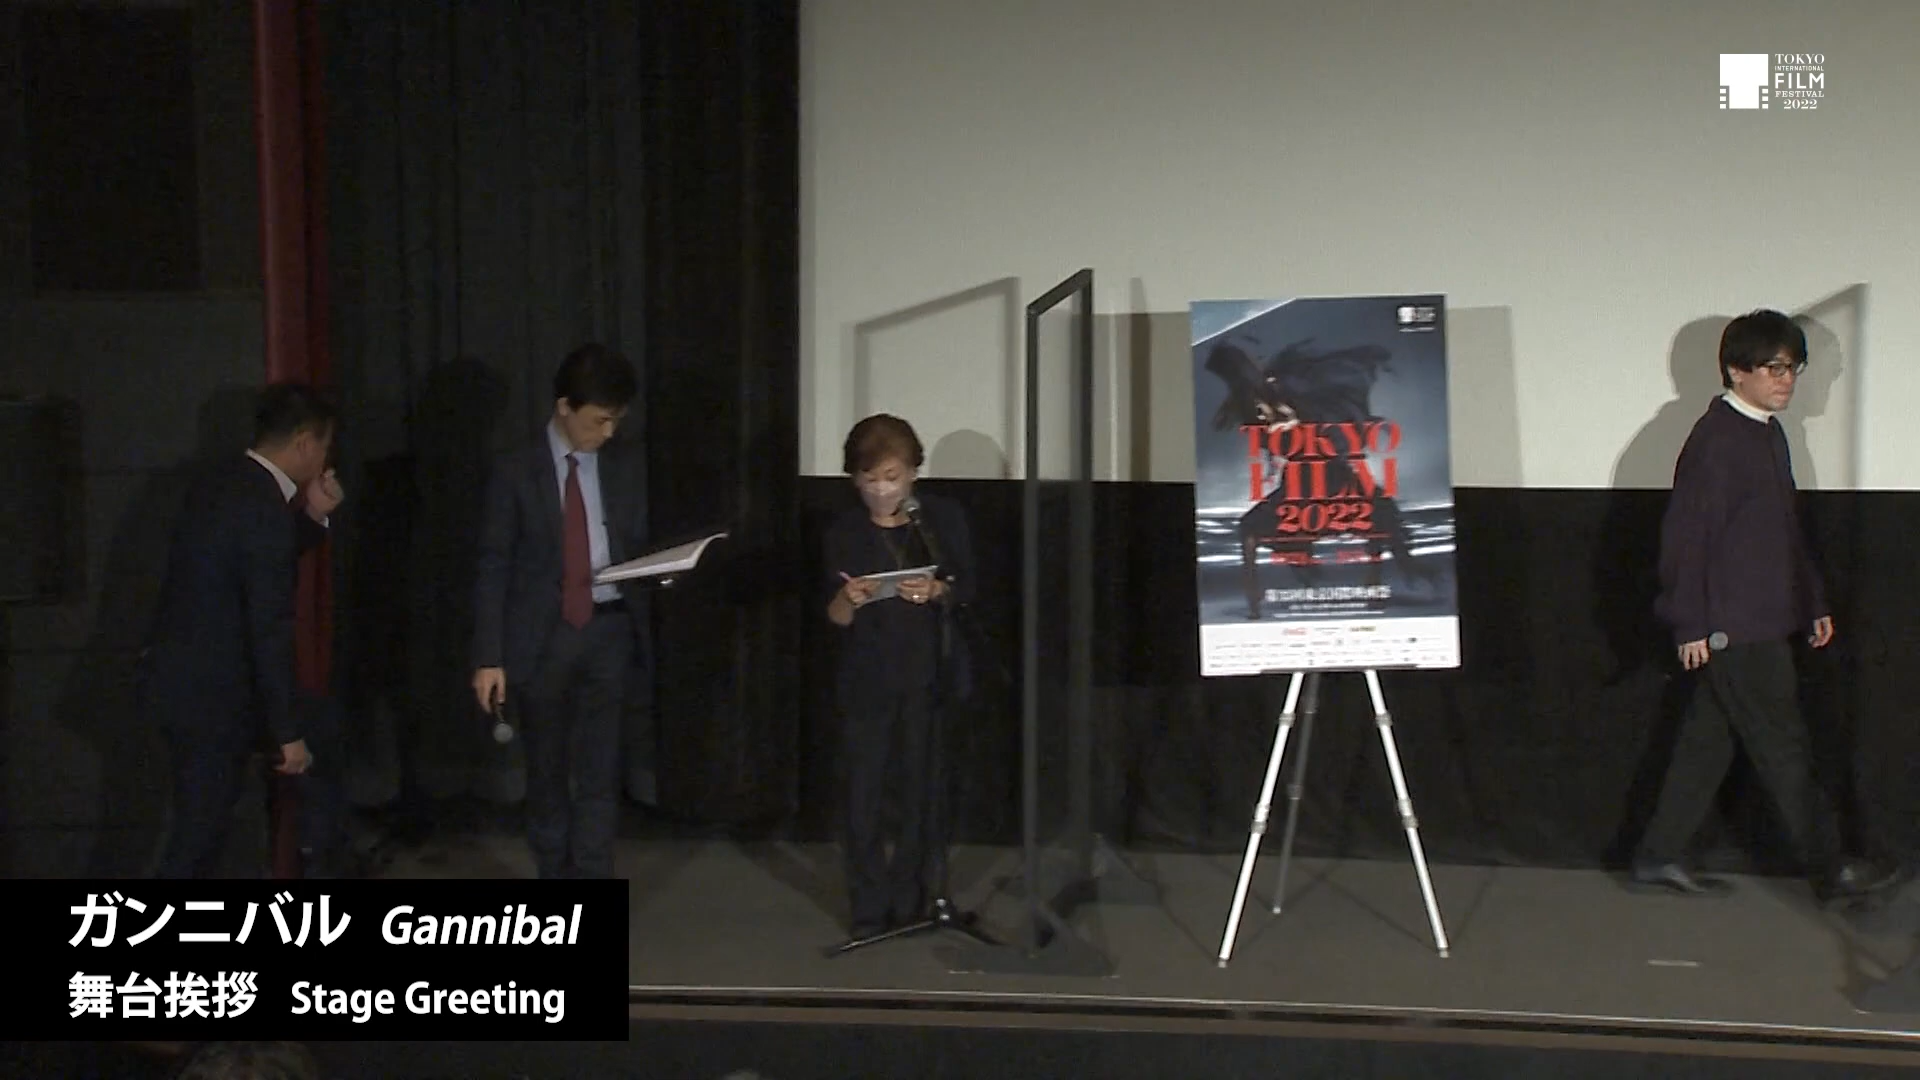 TOKYO
INTERNATIONAL
FILM
FESTIVAL
2022
TOKYO
FILM
2022
ガンニバル Gannibal
舞台挨拶 Stage Greeting